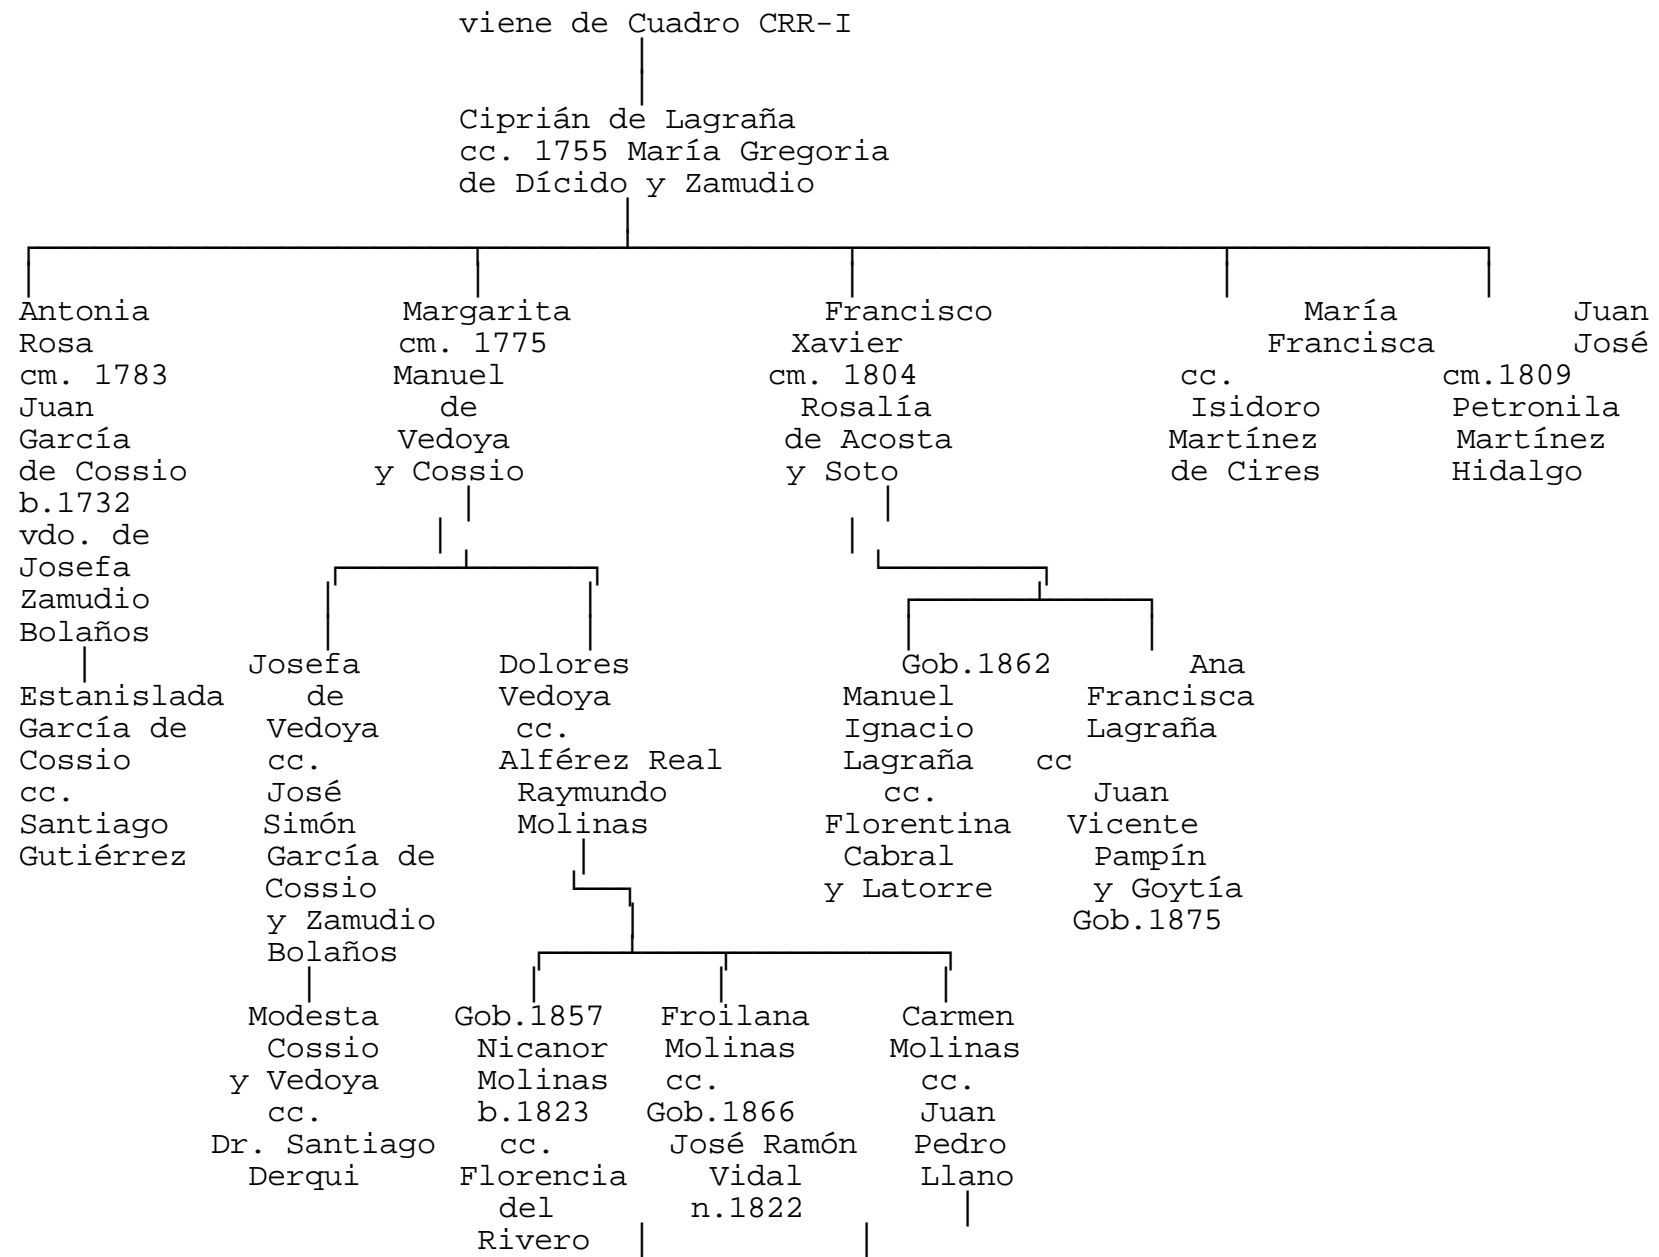 viene de Cuadro CRR-I
Ciprián de Lagraña
cc. 1755 María Gregoria
de Dícido y Zamudio
Antonia Margarita Francisco María Juan
Rosa cm. 1775 Xavier Francisca José
cm. 1783 Manuel cm. 1804 cc. cm.1809
Juan de Rosalía Isidoro Petronila
García Vedoya de Acosta Martínez Martínez
de Cossio y Cossio y Soto de Cires Hidalgo
b.1732
vdo. de
Josefa
Zamudio
Bolaños
Josefa Dolores Gob.1862 Ana
Estanislada de Vedoya Manuel Francisca
García de Vedoya cc. Ignacio Lagraña
Cossio cc. Alférez Real Lagraña cc
cc. José Raymundo cc. Juan
Santiago Simón Molinas Florentina Vicente
Gutiérrez García de Cabral Pampín
Cossio y Latorre y Goytía
y Zamudio Gob.1875
Bolaños
Modesta Gob.1857 Froilana Carmen
Cossio Nicanor Molinas Molinas
y Vedoya Molinas cc. cc.
cc. b.1823 Gob.1866 Juan
Dr. Santiago cc. José Ramón Pedro
Derqui Florencia Vidal Llano
del n.1822
Rivero